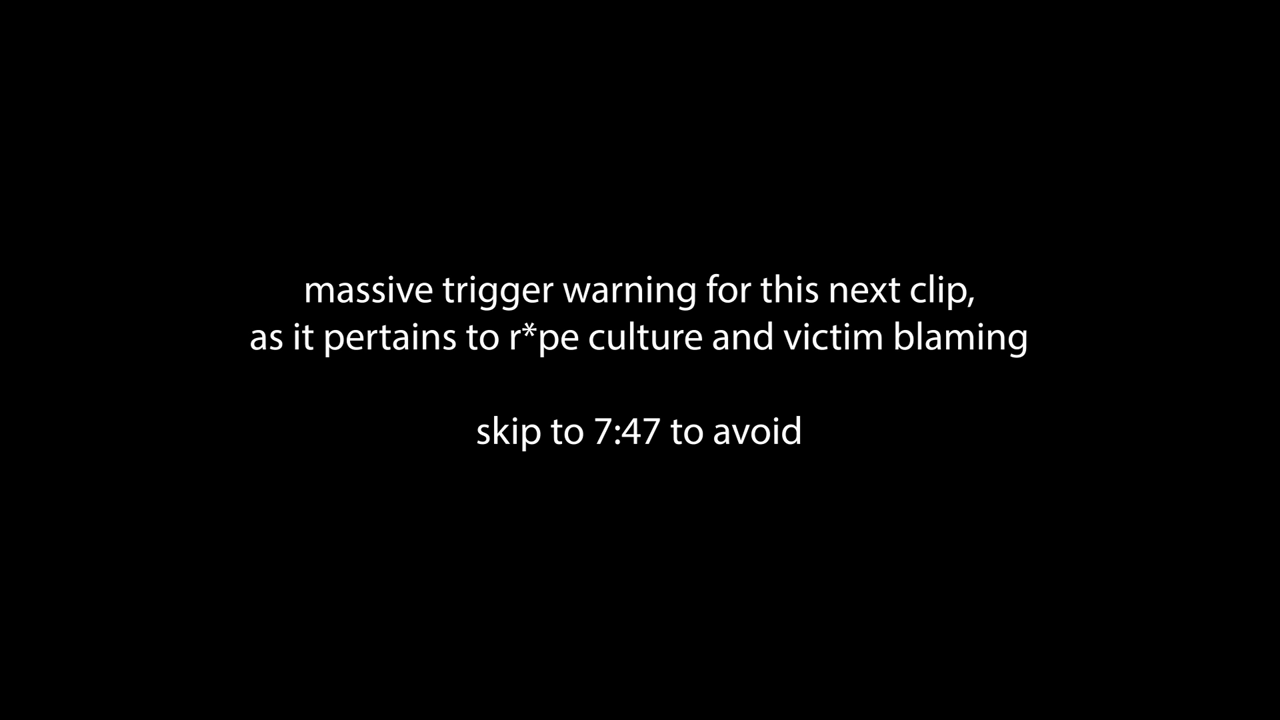 massive trigger warning for this next clip,
as it pertains to r*pe culture and victim blaming
skip to 7:47 to avoid